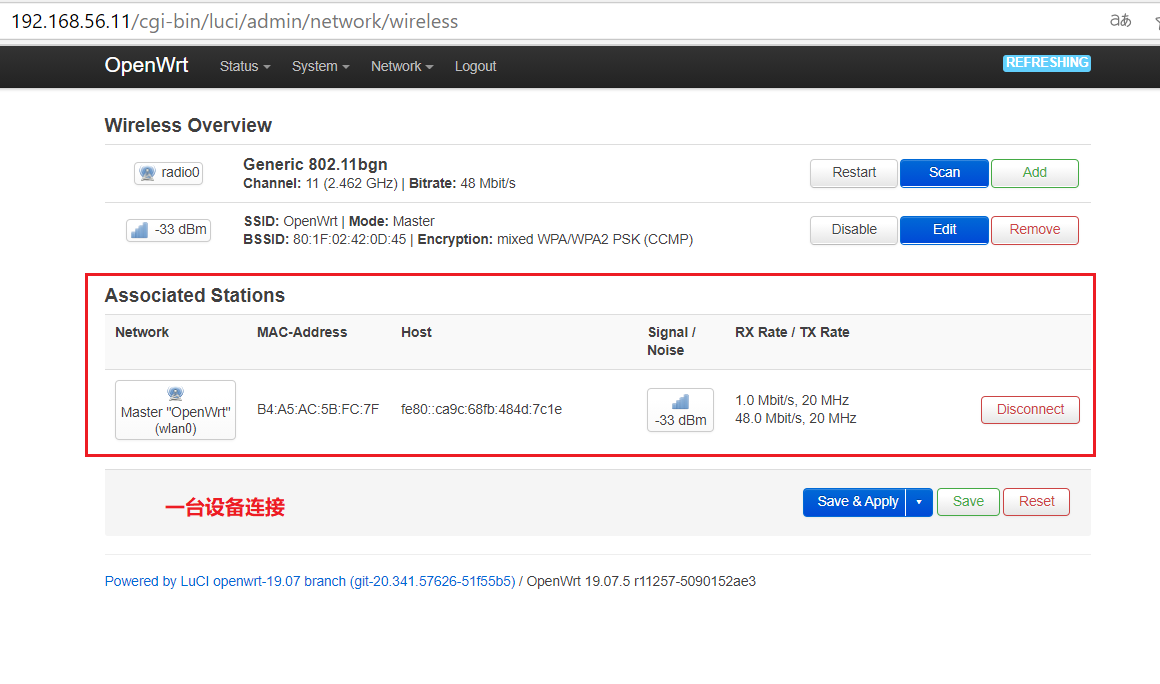 192.168.56.11/cgi-bin/luci/admin/network/wireless
aあ
OpenWrt Status System Network Logout REFRESHING
Wireless Overview
radio0
Generic 802.11bgn
Channel: 11 (2.462 GHz) | Bitrate: 48 Mbit/s
Restart Scan Add
-33 dBm
SSID: OpenWrt | Mode: Master
BSSID: 80:1F:02:42:0D:45 | Encryption: mixed WPA/WPA2 PSK (CCMP)
Disable Edit Remove
Associated Stations
Network MAC-Address Host Signal / Noise RX Rate / TX Rate
Master "OpenWrt" (wlan0)
B4:A5:AC:5B:FC:7F
fe80::ca9c:68fb:484d:7c1e
-33 dBm
1.0 Mbit/s, 20 MHz
48.0 Mbit/s, 20 MHz
Disconnect
一台设备连接
Save & Apply Save Reset
Powered by LuCI openwrt-19.07 branch (git-20.341.57626-51f55b5) / OpenWrt 19.07.5 r11257-5090152ae3